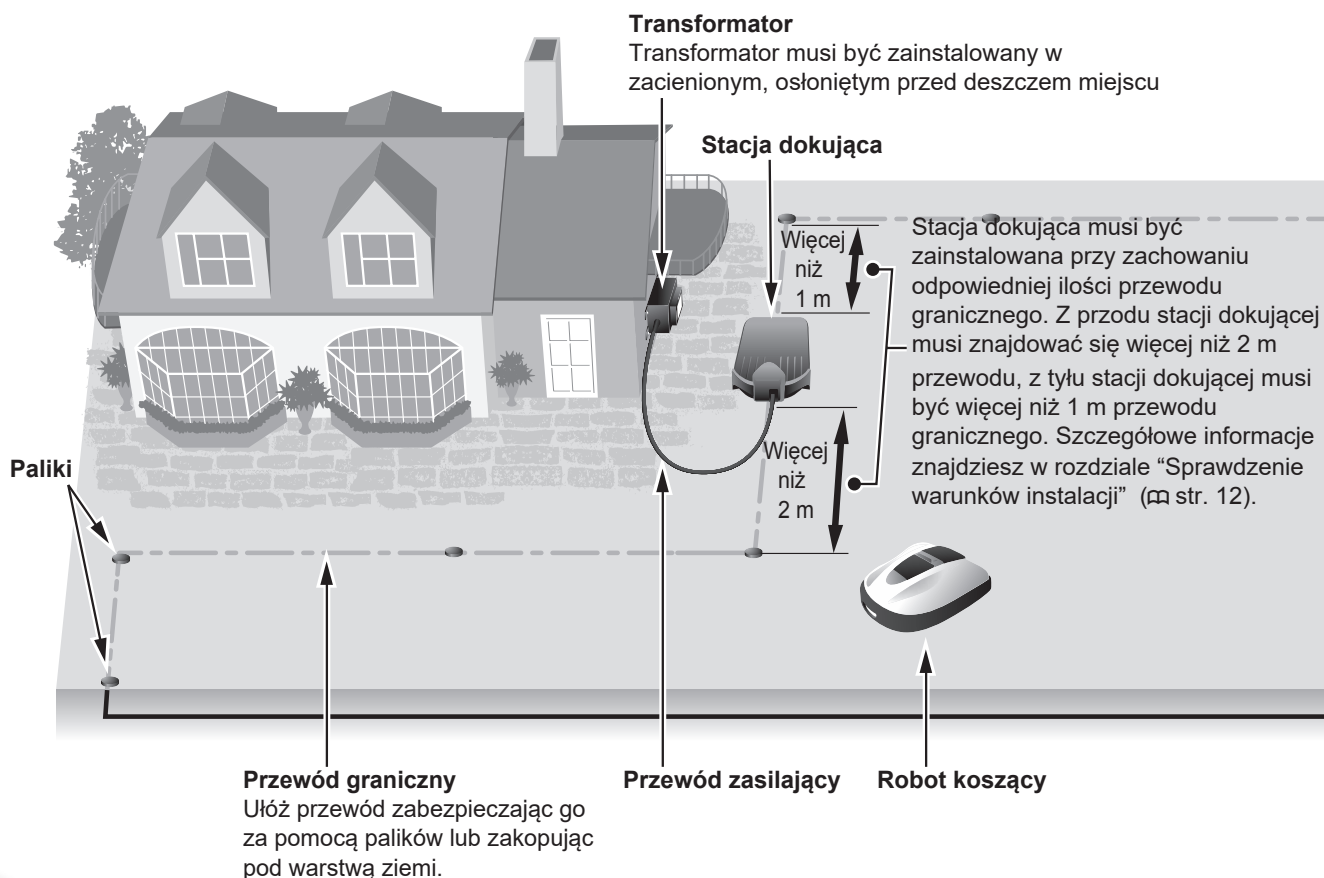 Transformator
Transformator musi być zainstalowany w
zacienionym, osłoniętym przed deszczem miejscu
Stacja dokująca
Więcej
niż
1 m
Stacja dokująca musi być
zainstalowana przy zachowaniu
odpowiedniej ilości przewodu
granicznego. Z przodu stacji dokującej
musi znajdować się więcej niż 2 m
przewodu, z tyłu stacji dokującej musi
być więcej niż 1 m przewodu
granicznego. Szczegółowe informacje
znajdziesz w rozdziale “Sprawdzenie
warunków instalacji” (🕮 str. 12).
Więcej
niż
2 m
Paliki
Przewód graniczny
Ułóż przewód zabezpieczając go
za pomocą palików lub zakopując
pod warstwą ziemi.
Przewód zasilający
Robot koszący